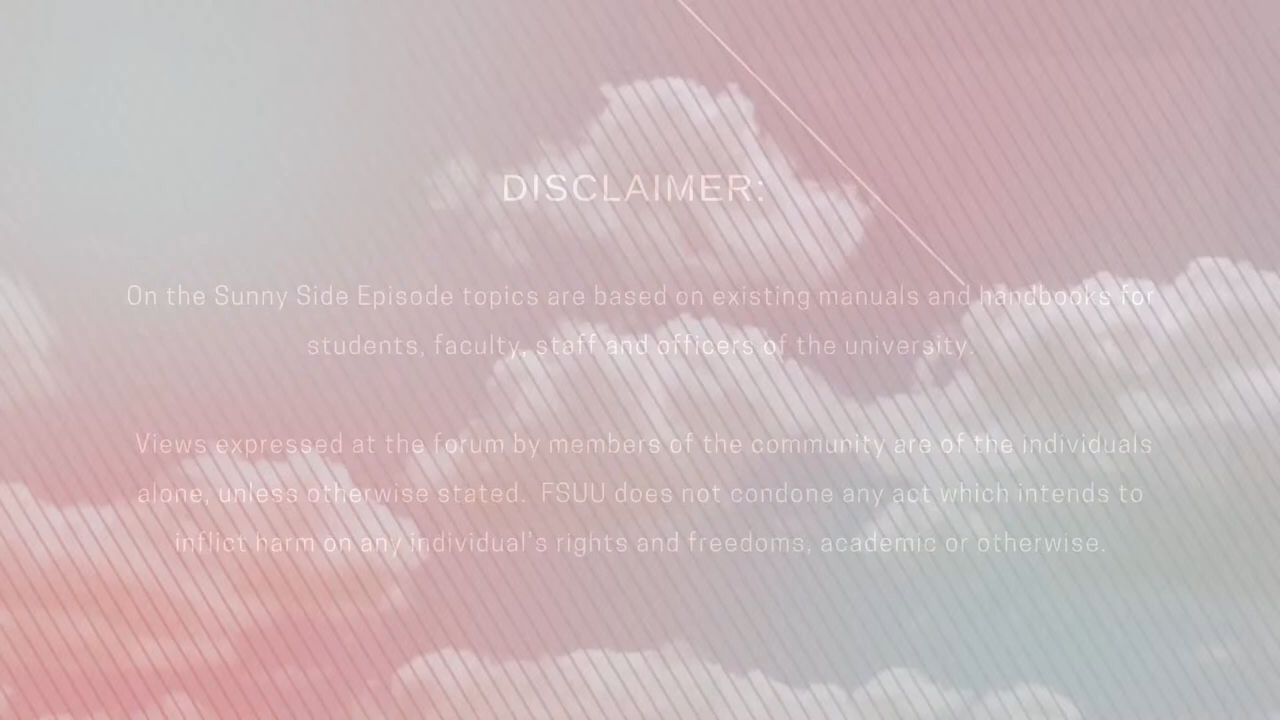 DISCLAIMER:
On the Sunny Side Episode topics are based on existing manuals and handbooks for
students, faculty, staff and officers of the university.
Views expressed at the forum by members of the community are of the individuals
alone, unless otherwise stated.  FSUU does not condone any act which intends to
inflict harm on any individual's rights and freedoms, academic or otherwise.